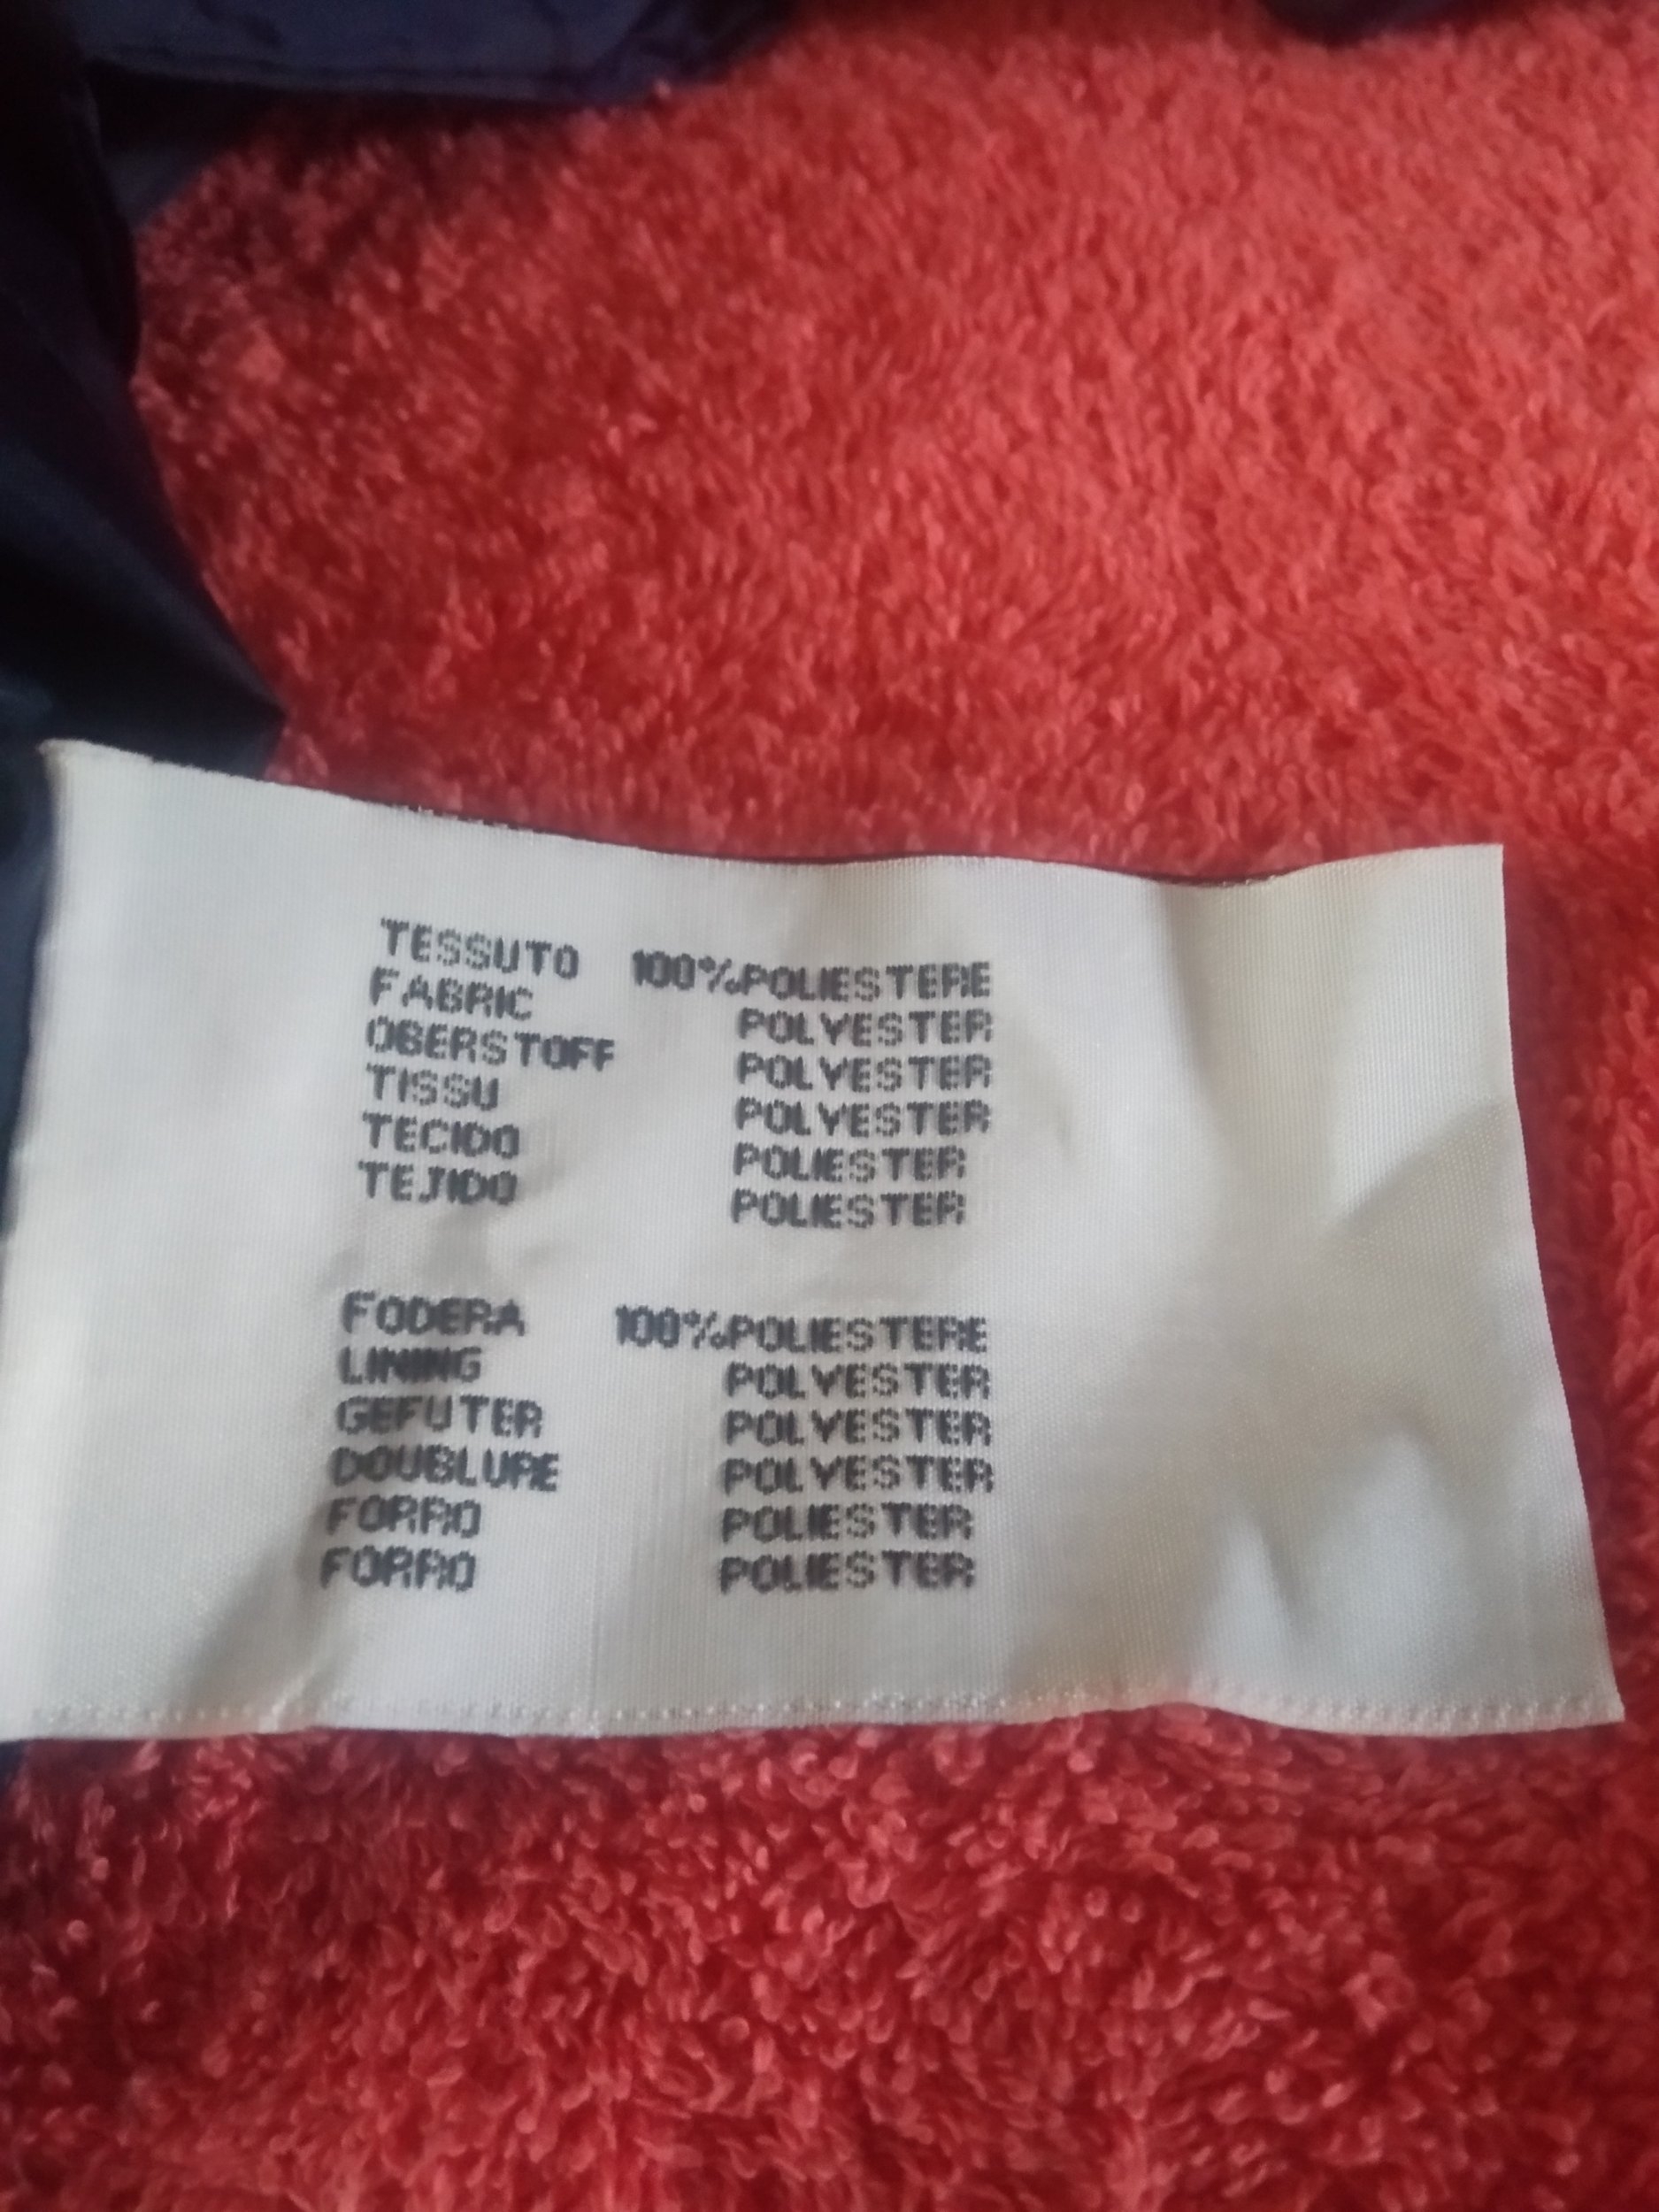 TESSUTO 100%POLIESTERE
FABRIC POLYESTER
OBERSTOFF POLYESTER
TISSU POLYESTER
TECIDO POLIESTER
TEJIDO POLIESTER
FODERA 100%POLIESTERE
LINING POLYESTER
GEFUTER POLYESTER
DOUBLURE POLYESTER
FORRO POLIESTER
FORRO POLIESTER